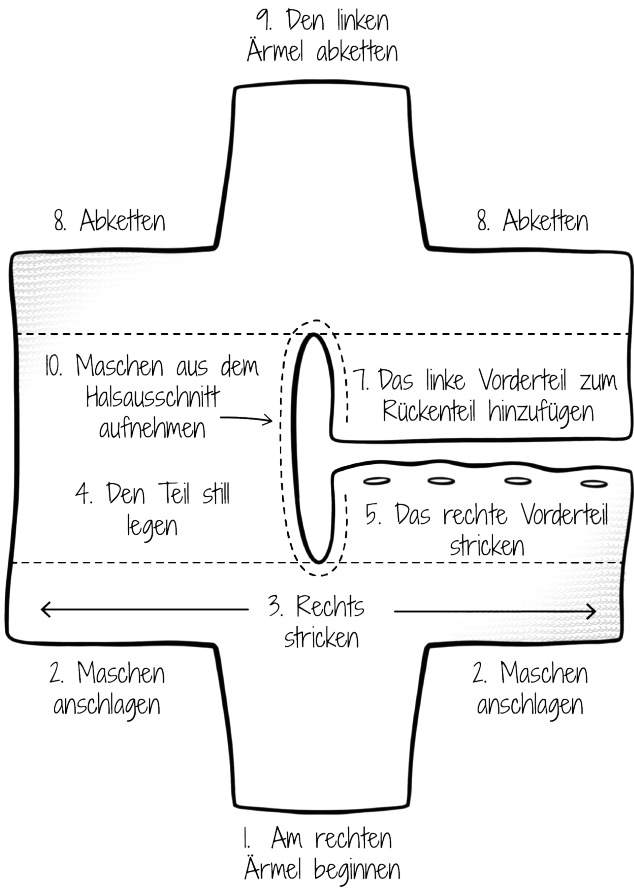 9. Den linken
Ärmel abketten
8. Abketten
8. Abketten
10. Maschen aus dem
Halsausschnitt
aufnehmen
7. Das linke Vorderteil zum
Rückenteil hinzufügen
4. Den Teil still
legen
5. Das rechte Vorderteil
stricken
3. Rechts
stricken
2. Maschen
anschlagen
2. Maschen
anschlagen
1. Am rechten
Ärmel beginnen